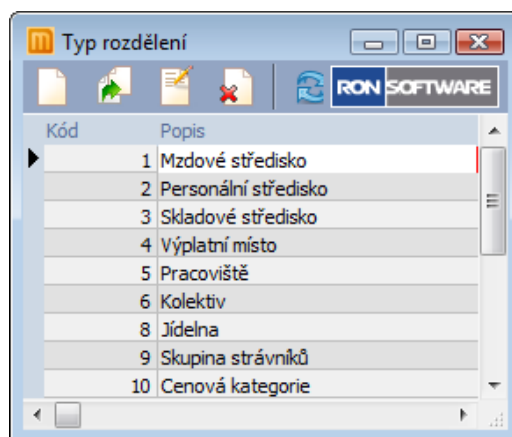 Typ rozdělení
RON SOFTWARE
Kód Popis
1 Mzdové středisko
2 Personální středisko
3 Skladové středisko
4 Výplatní místo
5 Pracoviště
6 Kolektiv
8 Jídelna
9 Skupina strávníků
10 Cenová kategorie